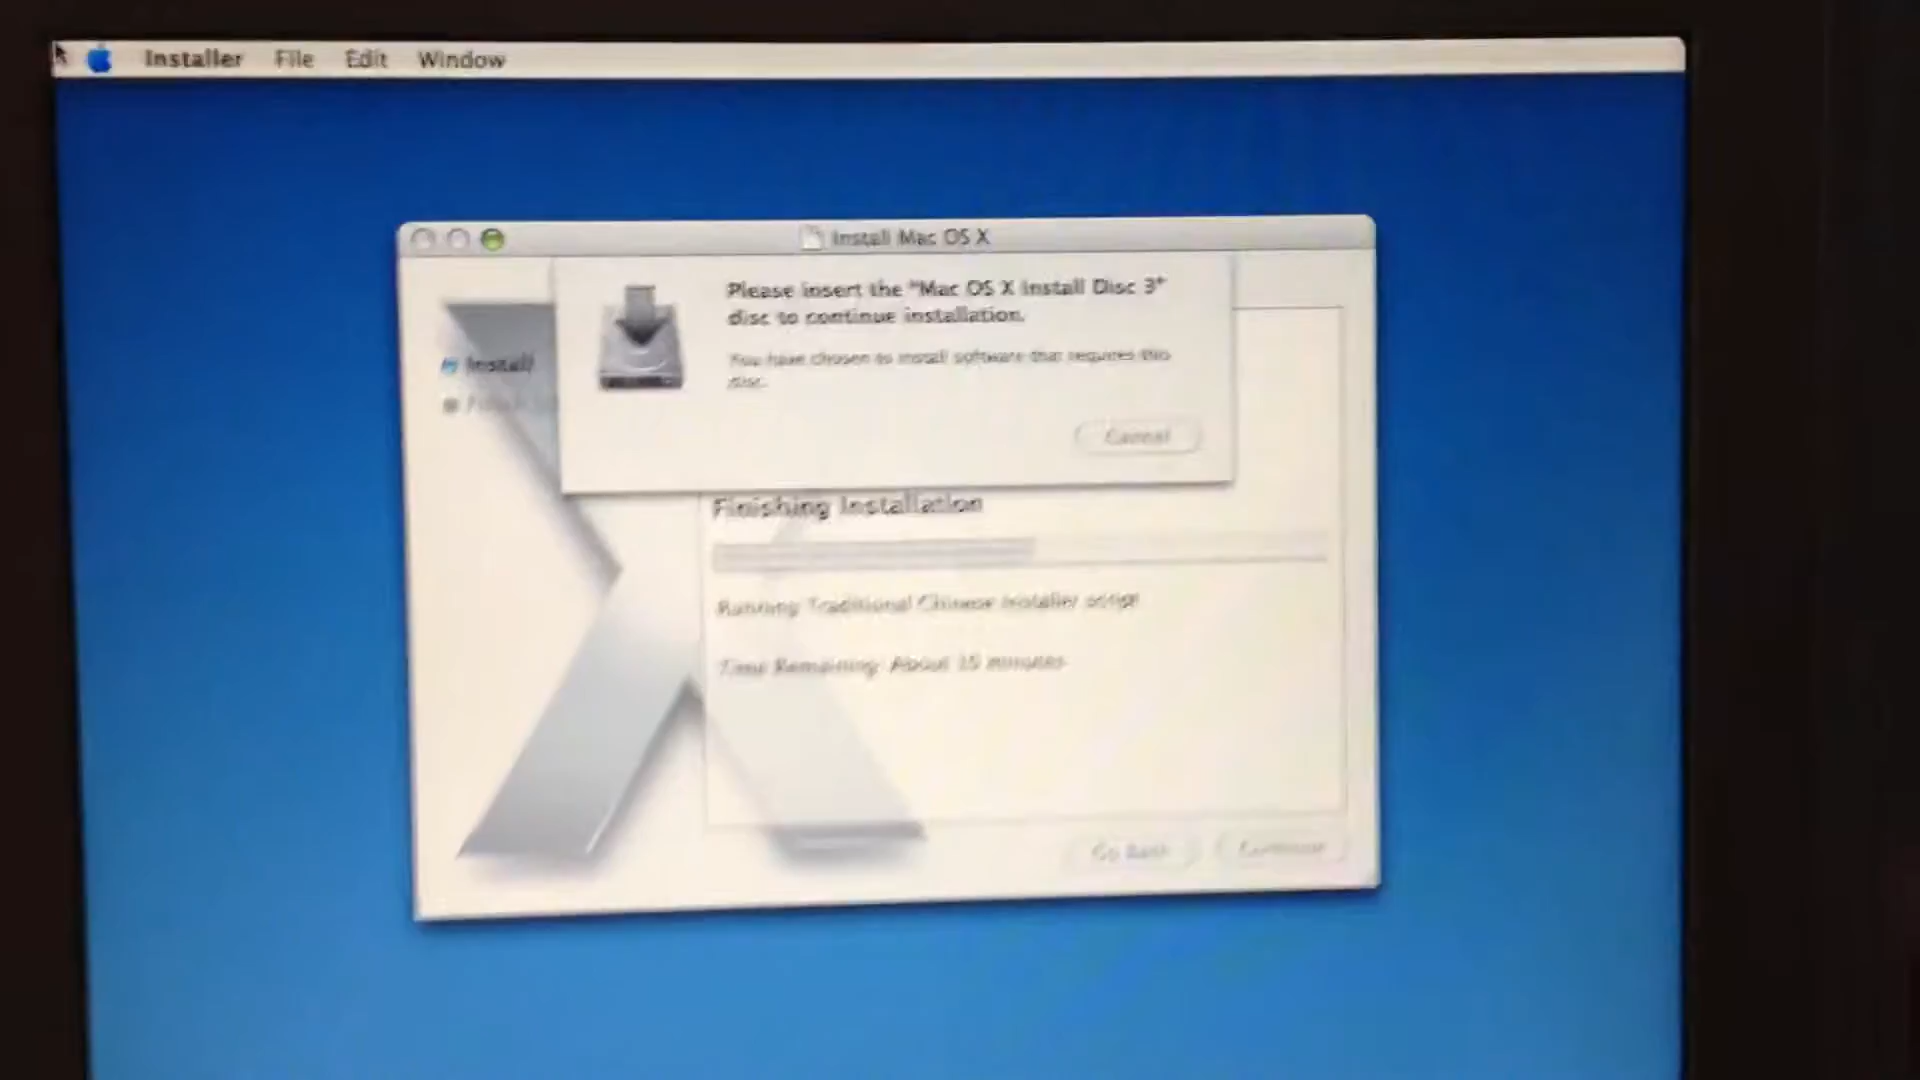 Installer File Edit Window
Install Mac OS X
Please insert the "Mac OS X Install Disc 3"
disc to continue installation.
You have chosen to install software that requires this
disc.
Cancel
Install
Finishing Installation
Running Traditional Chinese Installer script
Time Remaining: About 15 minutes
Go Back Continue